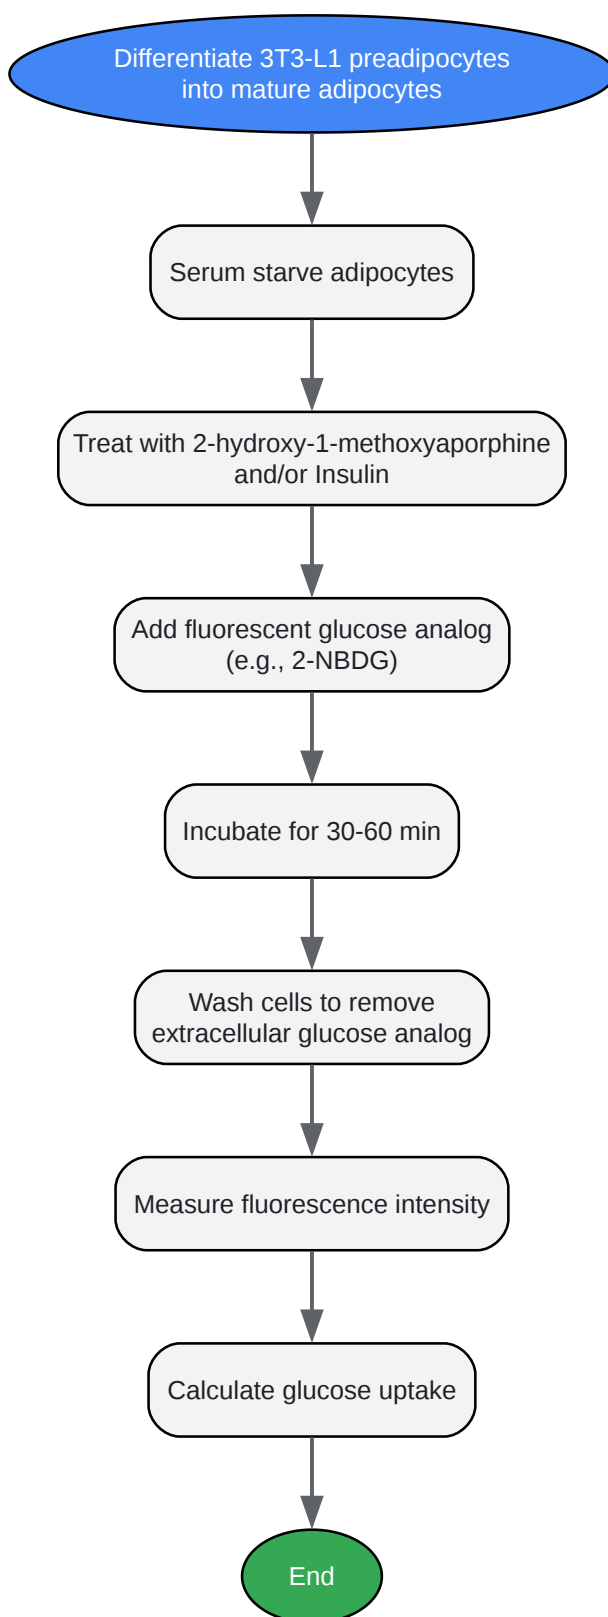 Differentiate 3T3-L1 preadipocytes
into mature adipocytes
Serum starve adipocytes
Treat with 2-hydroxy-1-methoxyaporphine
and/or Insulin
Add fluorescent glucose analog
(e.g., 2-NBDG)
Incubate for 30-60 min
Wash cells to remove
extracellular glucose analog
Measure fluorescence intensity
Calculate glucose uptake
End